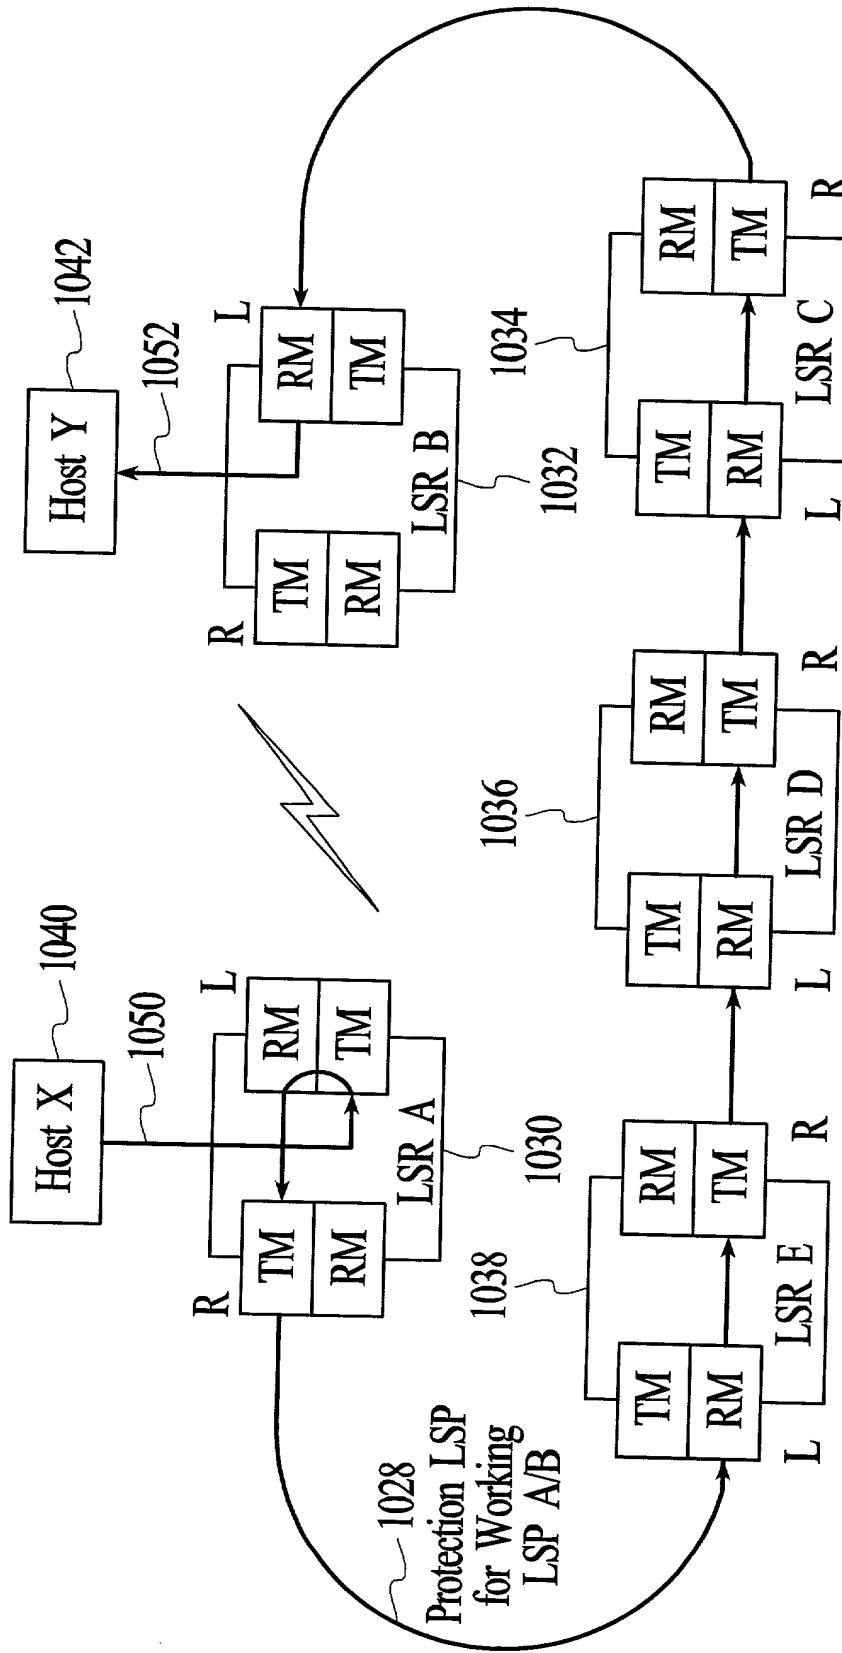 Host X
1040
1050
Host Y
1042
1052
R
TM
RM
LSR A
1030
RM
TM
L
R
TM
RM
LSR B
1032
RM
TM
L
1028
Protection LSP
for Working
LSP A/B
1038
TM
RM
L
LSR E
RM
TM
R
1036
TM
RM
L
LSR D
RM
TM
R
1034
TM
RM
L
LSR C
RM
TM
R